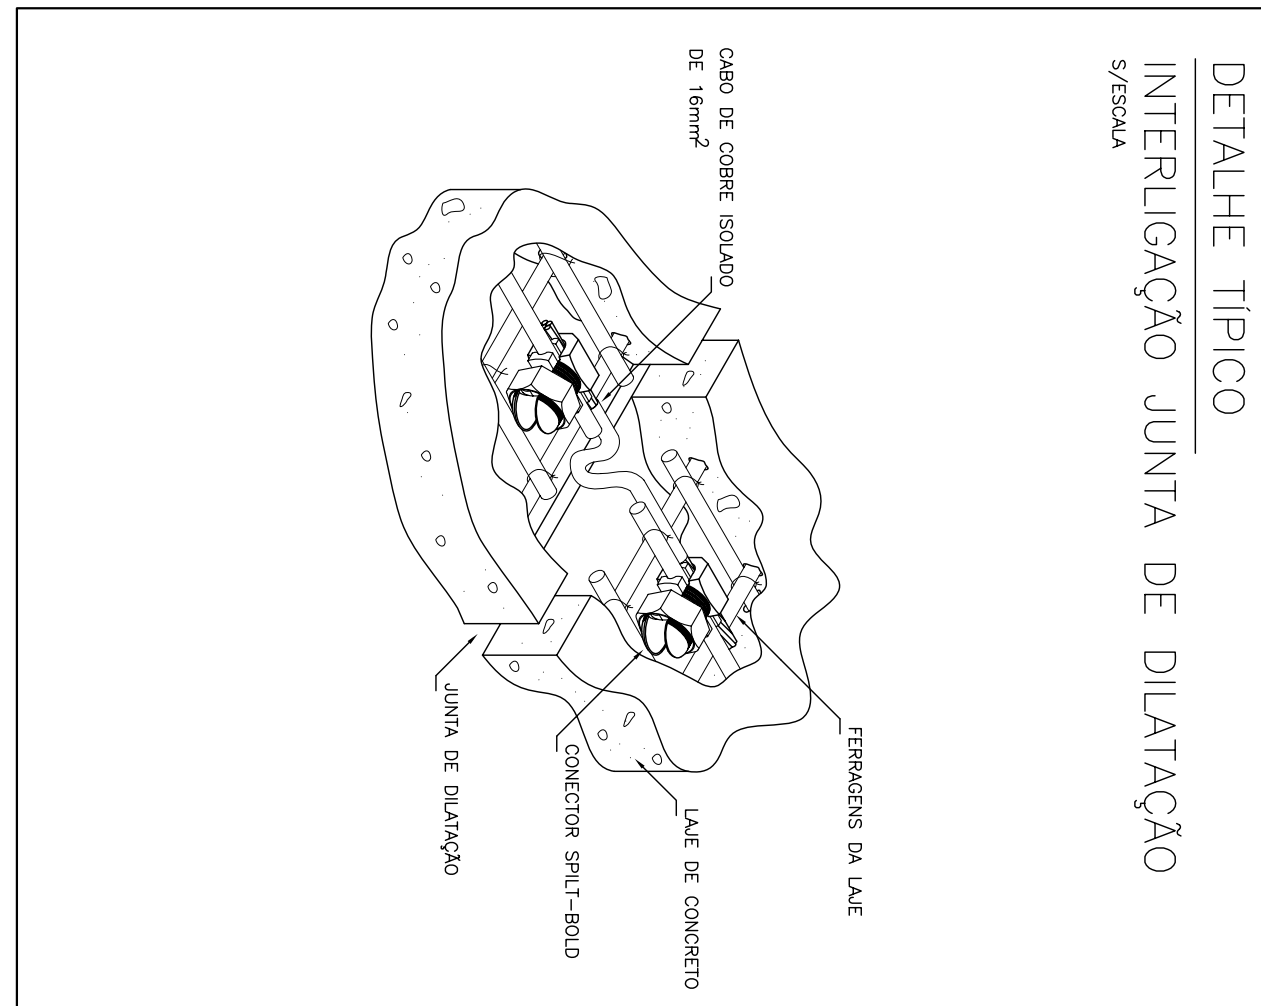 DETALHE TÍPICO
INTERLIGAÇÃO JUNTA DE DILATAÇÃO
S/ESCALA
FERRAGENS DA LAJE
CABO DE COBRE ISOLADO
DE 16mm²
LAJE DE CONCRETO
CONECTOR SPILT-BOLD
JUNTA DE DILATAÇÃO